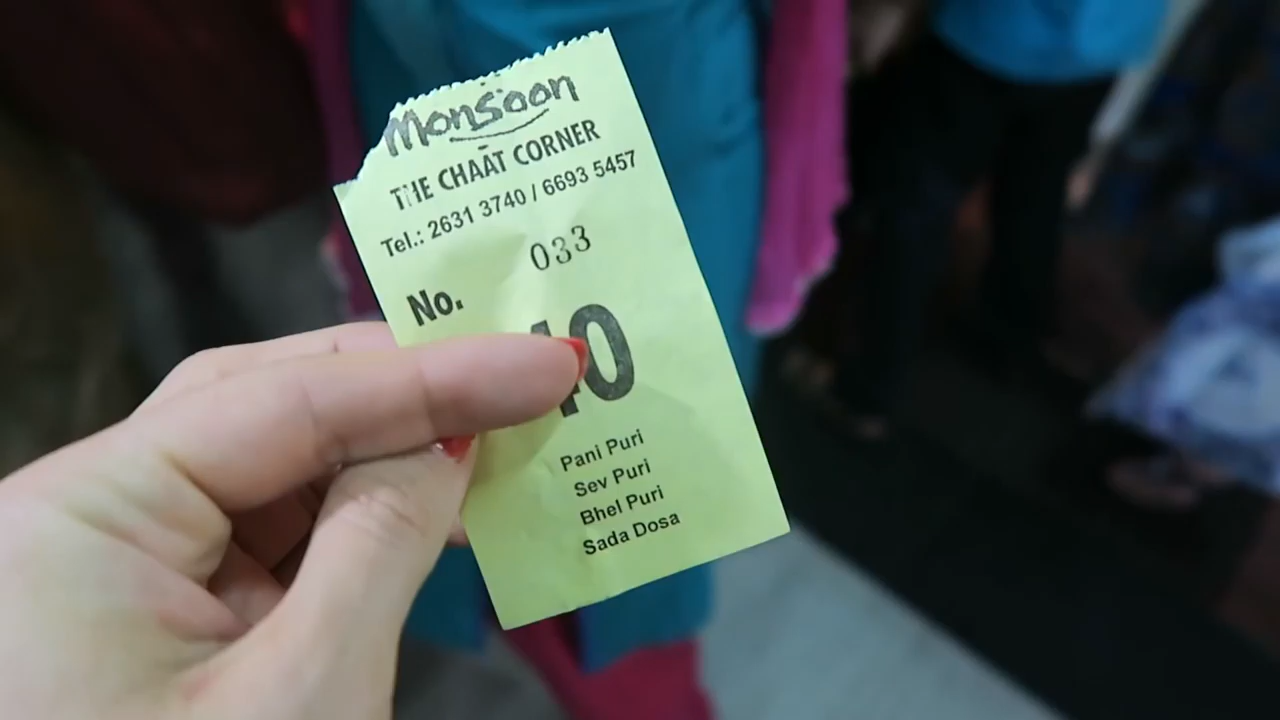 Monsoon
THE CHAAT CORNER
Tel.: 2631 3740 / 6693 5457
033
No.
40
Pani Puri
Sev Puri
Bhel Puri
Sada Dosa